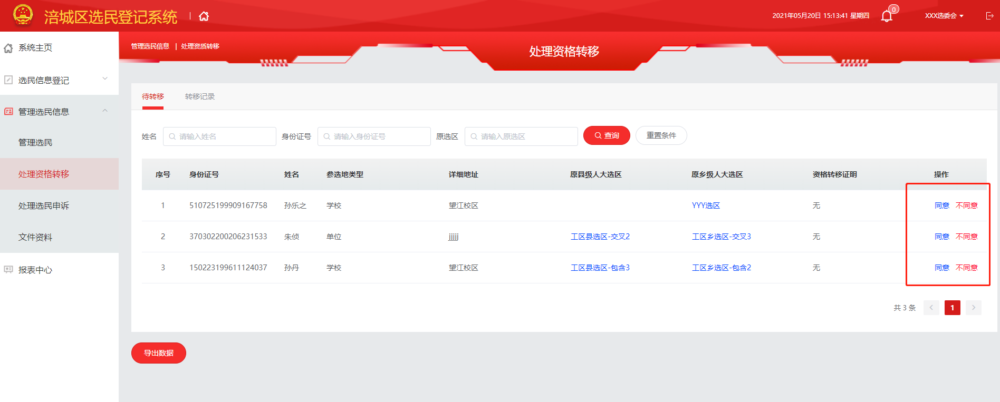 涪城区选民登记系统
2021年05月20日 15:13:41 星期四
0
XXX选委会
系统主页
选民信息登记
管理选民信息
管理选民
处理资格转移
处理选民申诉
文件资料
报表中心
管理选民信息 | 处理资质转移
处理资格转移
待转移 转移记录
姓名 请输入姓名 身份证号 请输入身份证号 原选区 请输入原选区 查询 重置条件
序号 身份证号 姓名 参选地类型 详细地址 原县级人大选区 原乡级人大选区 资格转移证明 操作
1 510725199909167758 孙乐之 学校 望江校区 YYY选区 无 同意 不同意
2 370302200206231533 朱侦 单位 jjjjj 工区县选区-交叉2 工区乡选区-交叉3 无 同意 不同意
3 150223199611124037 孙丹 学校 望江校区 工区县选区-包含3 工区乡选区-包含2 无 同意 不同意
共 3 条 < 1 >
导出数据